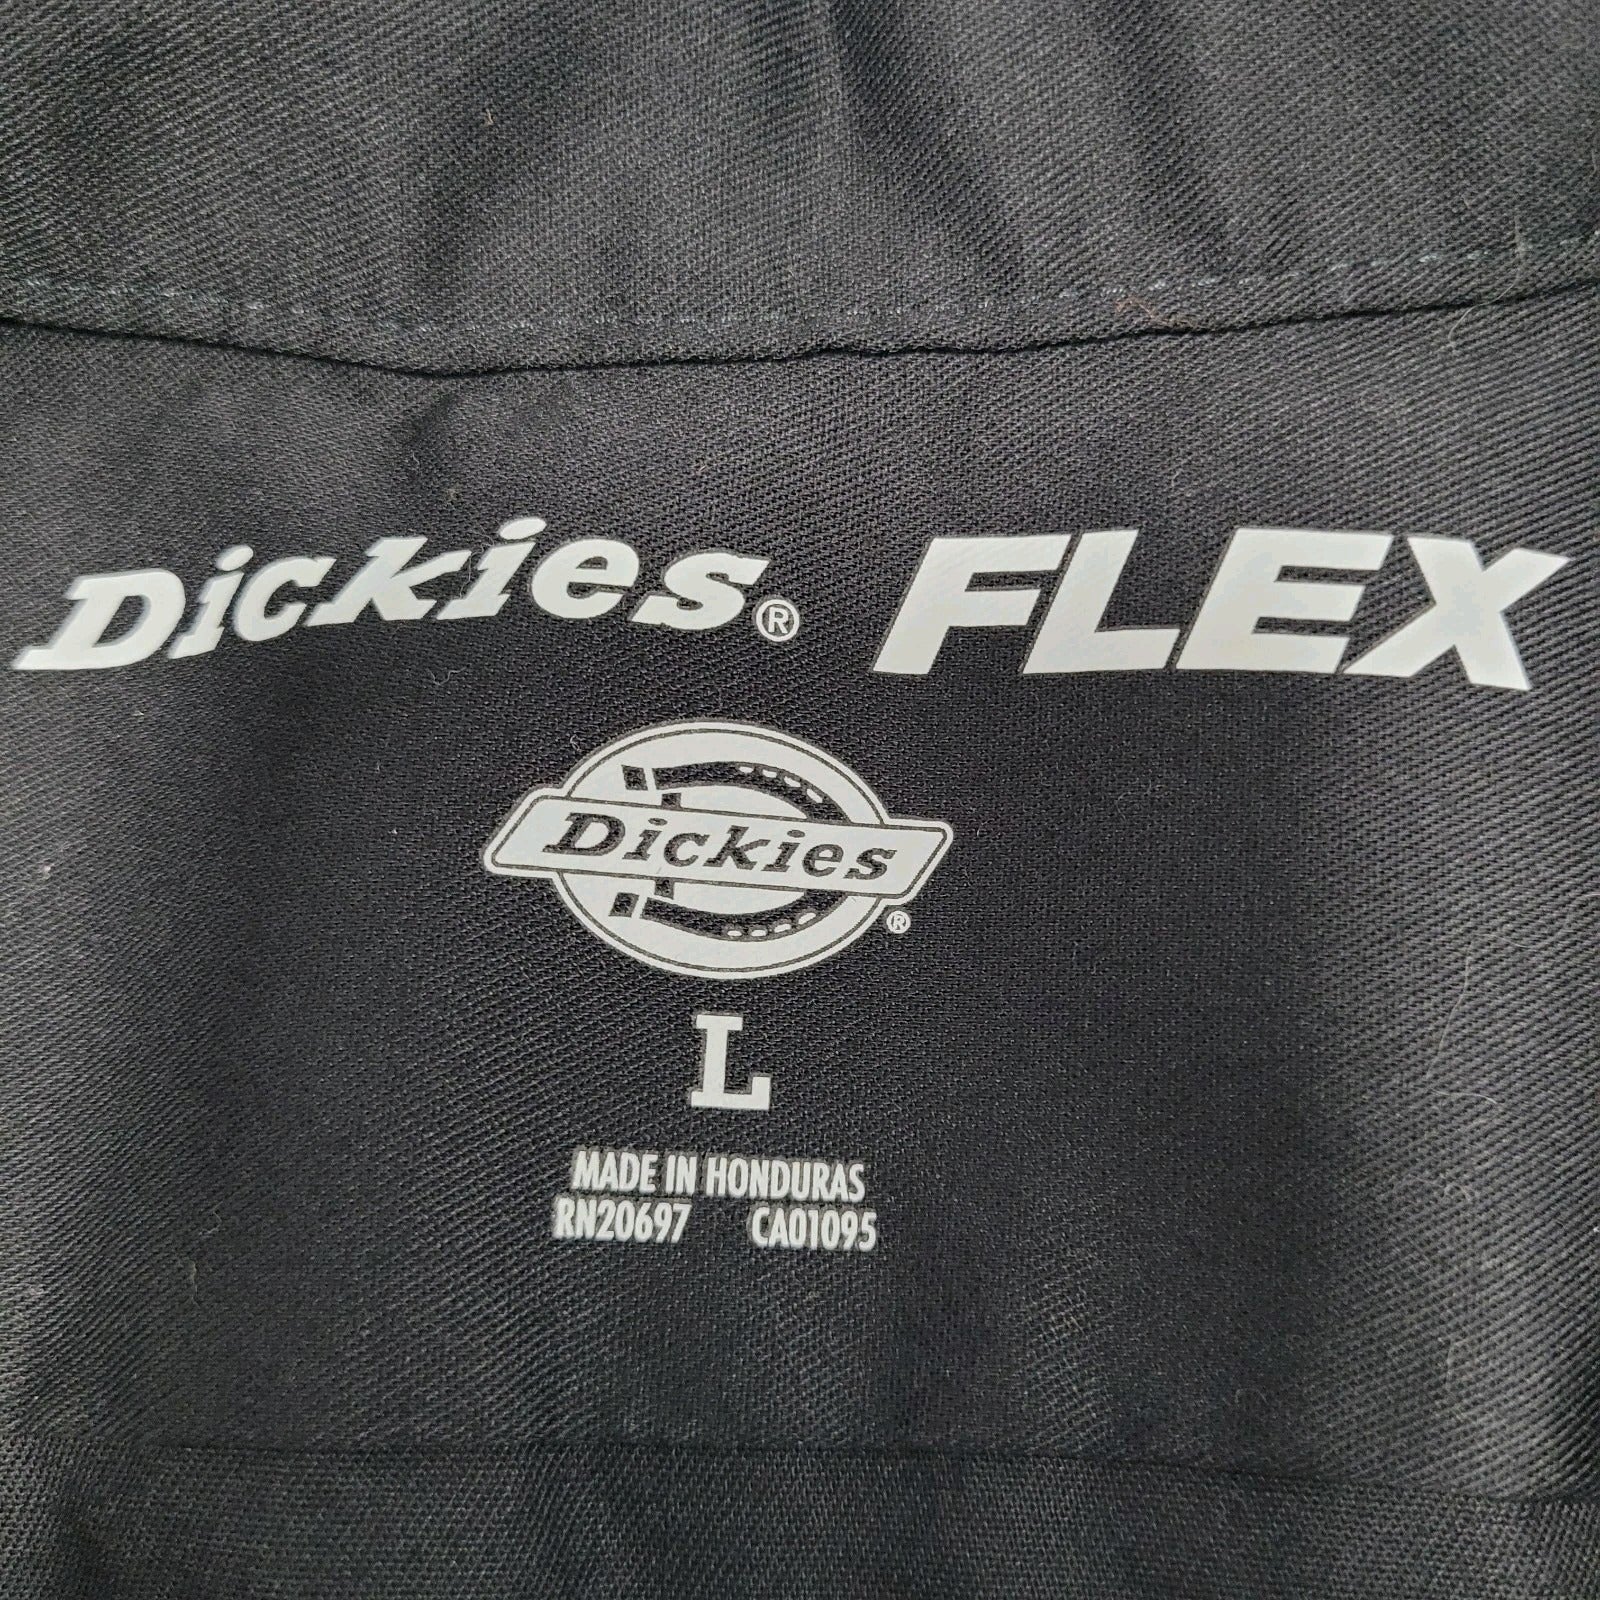 Dickies® FLEX
Dickies®
L
MADE IN HONDURAS
RN20697 CA01095